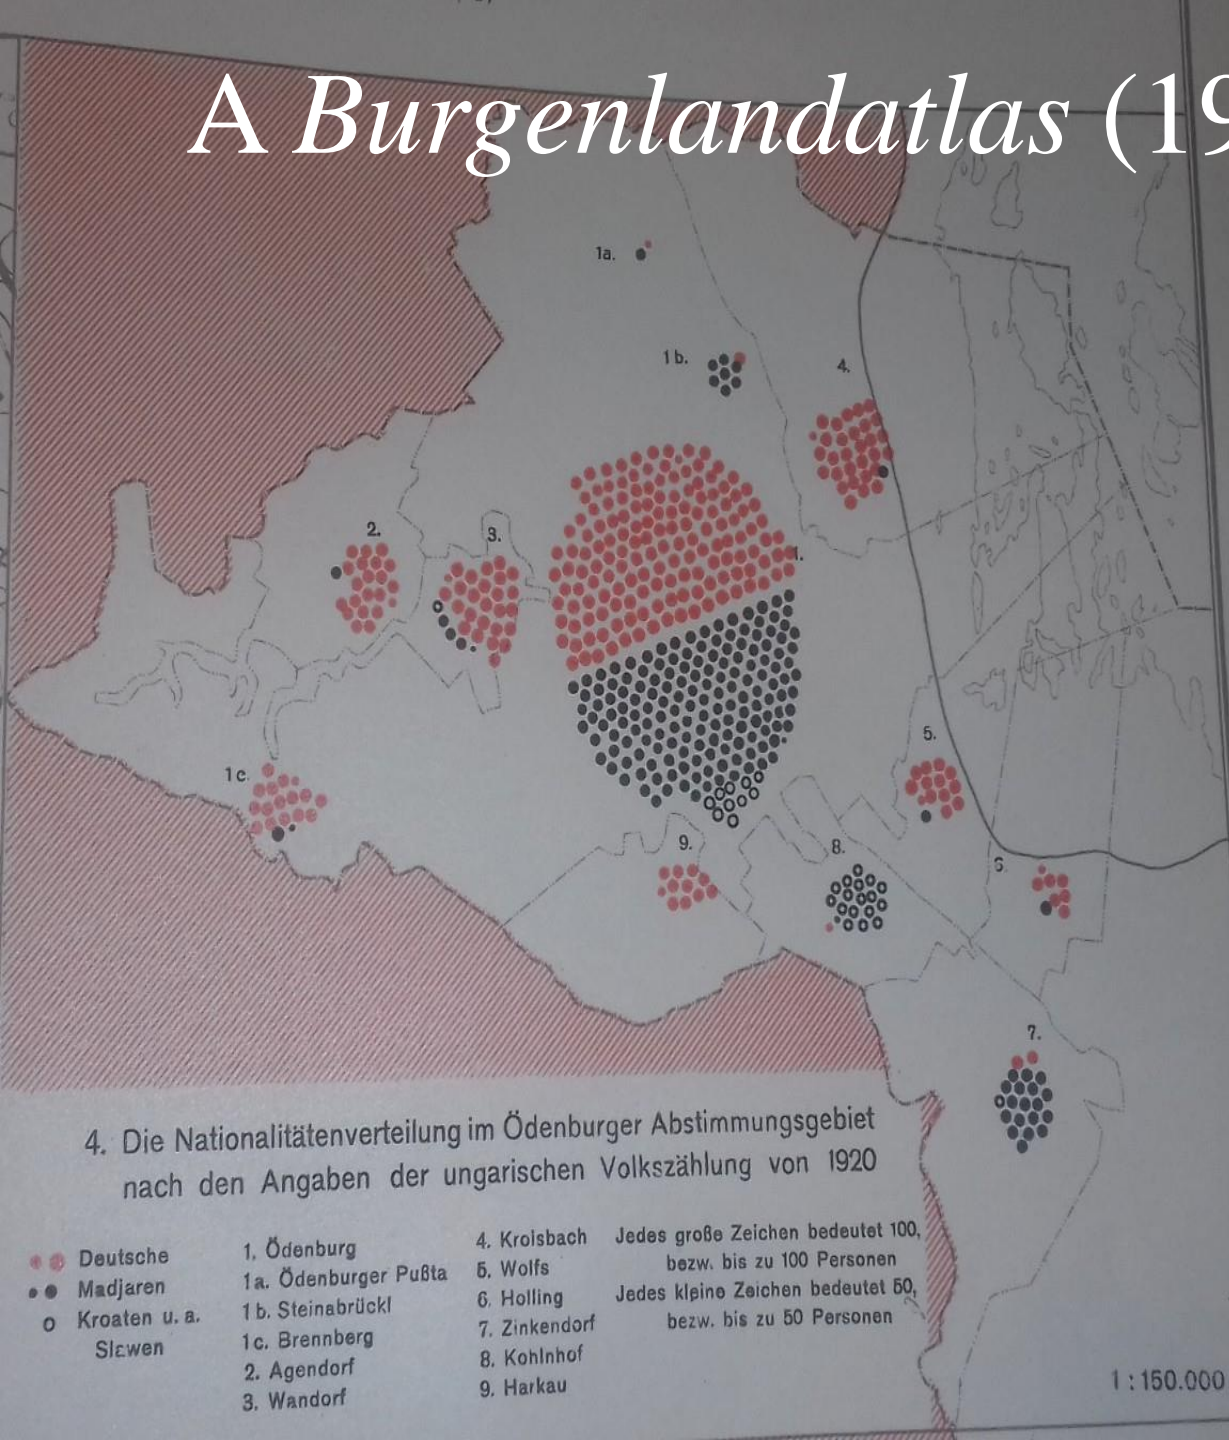 A Burgenlandatlas (19
1a.
1b.
4.
1.
2.
3.
5.
1c.
9.
8.
6.
7.
4. Die Nationalitätenverteilung im Ödenburger Abstimmungsgebiet
nach den Angaben der ungarischen Volkszählung von 1920
Deutsche
Madjaren
Kroaten u. a.
Slawen
1. Ödenburg
1a. Ödenburger Pußta
1b. Steinabrückl
1c. Brennberg
2. Agendorf
3. Wandorf
4. Kroisbach
5. Wolfs
6. Holling
7. Zinkendorf
8. Kohlnhof
9. Harkau
Jedes große Zeichen bedeutet 100,
bezw. bis zu 100 Personen
Jedes kleine Zeichen bedeutet 50,
bezw. bis zu 50 Personen
1 : 150.000